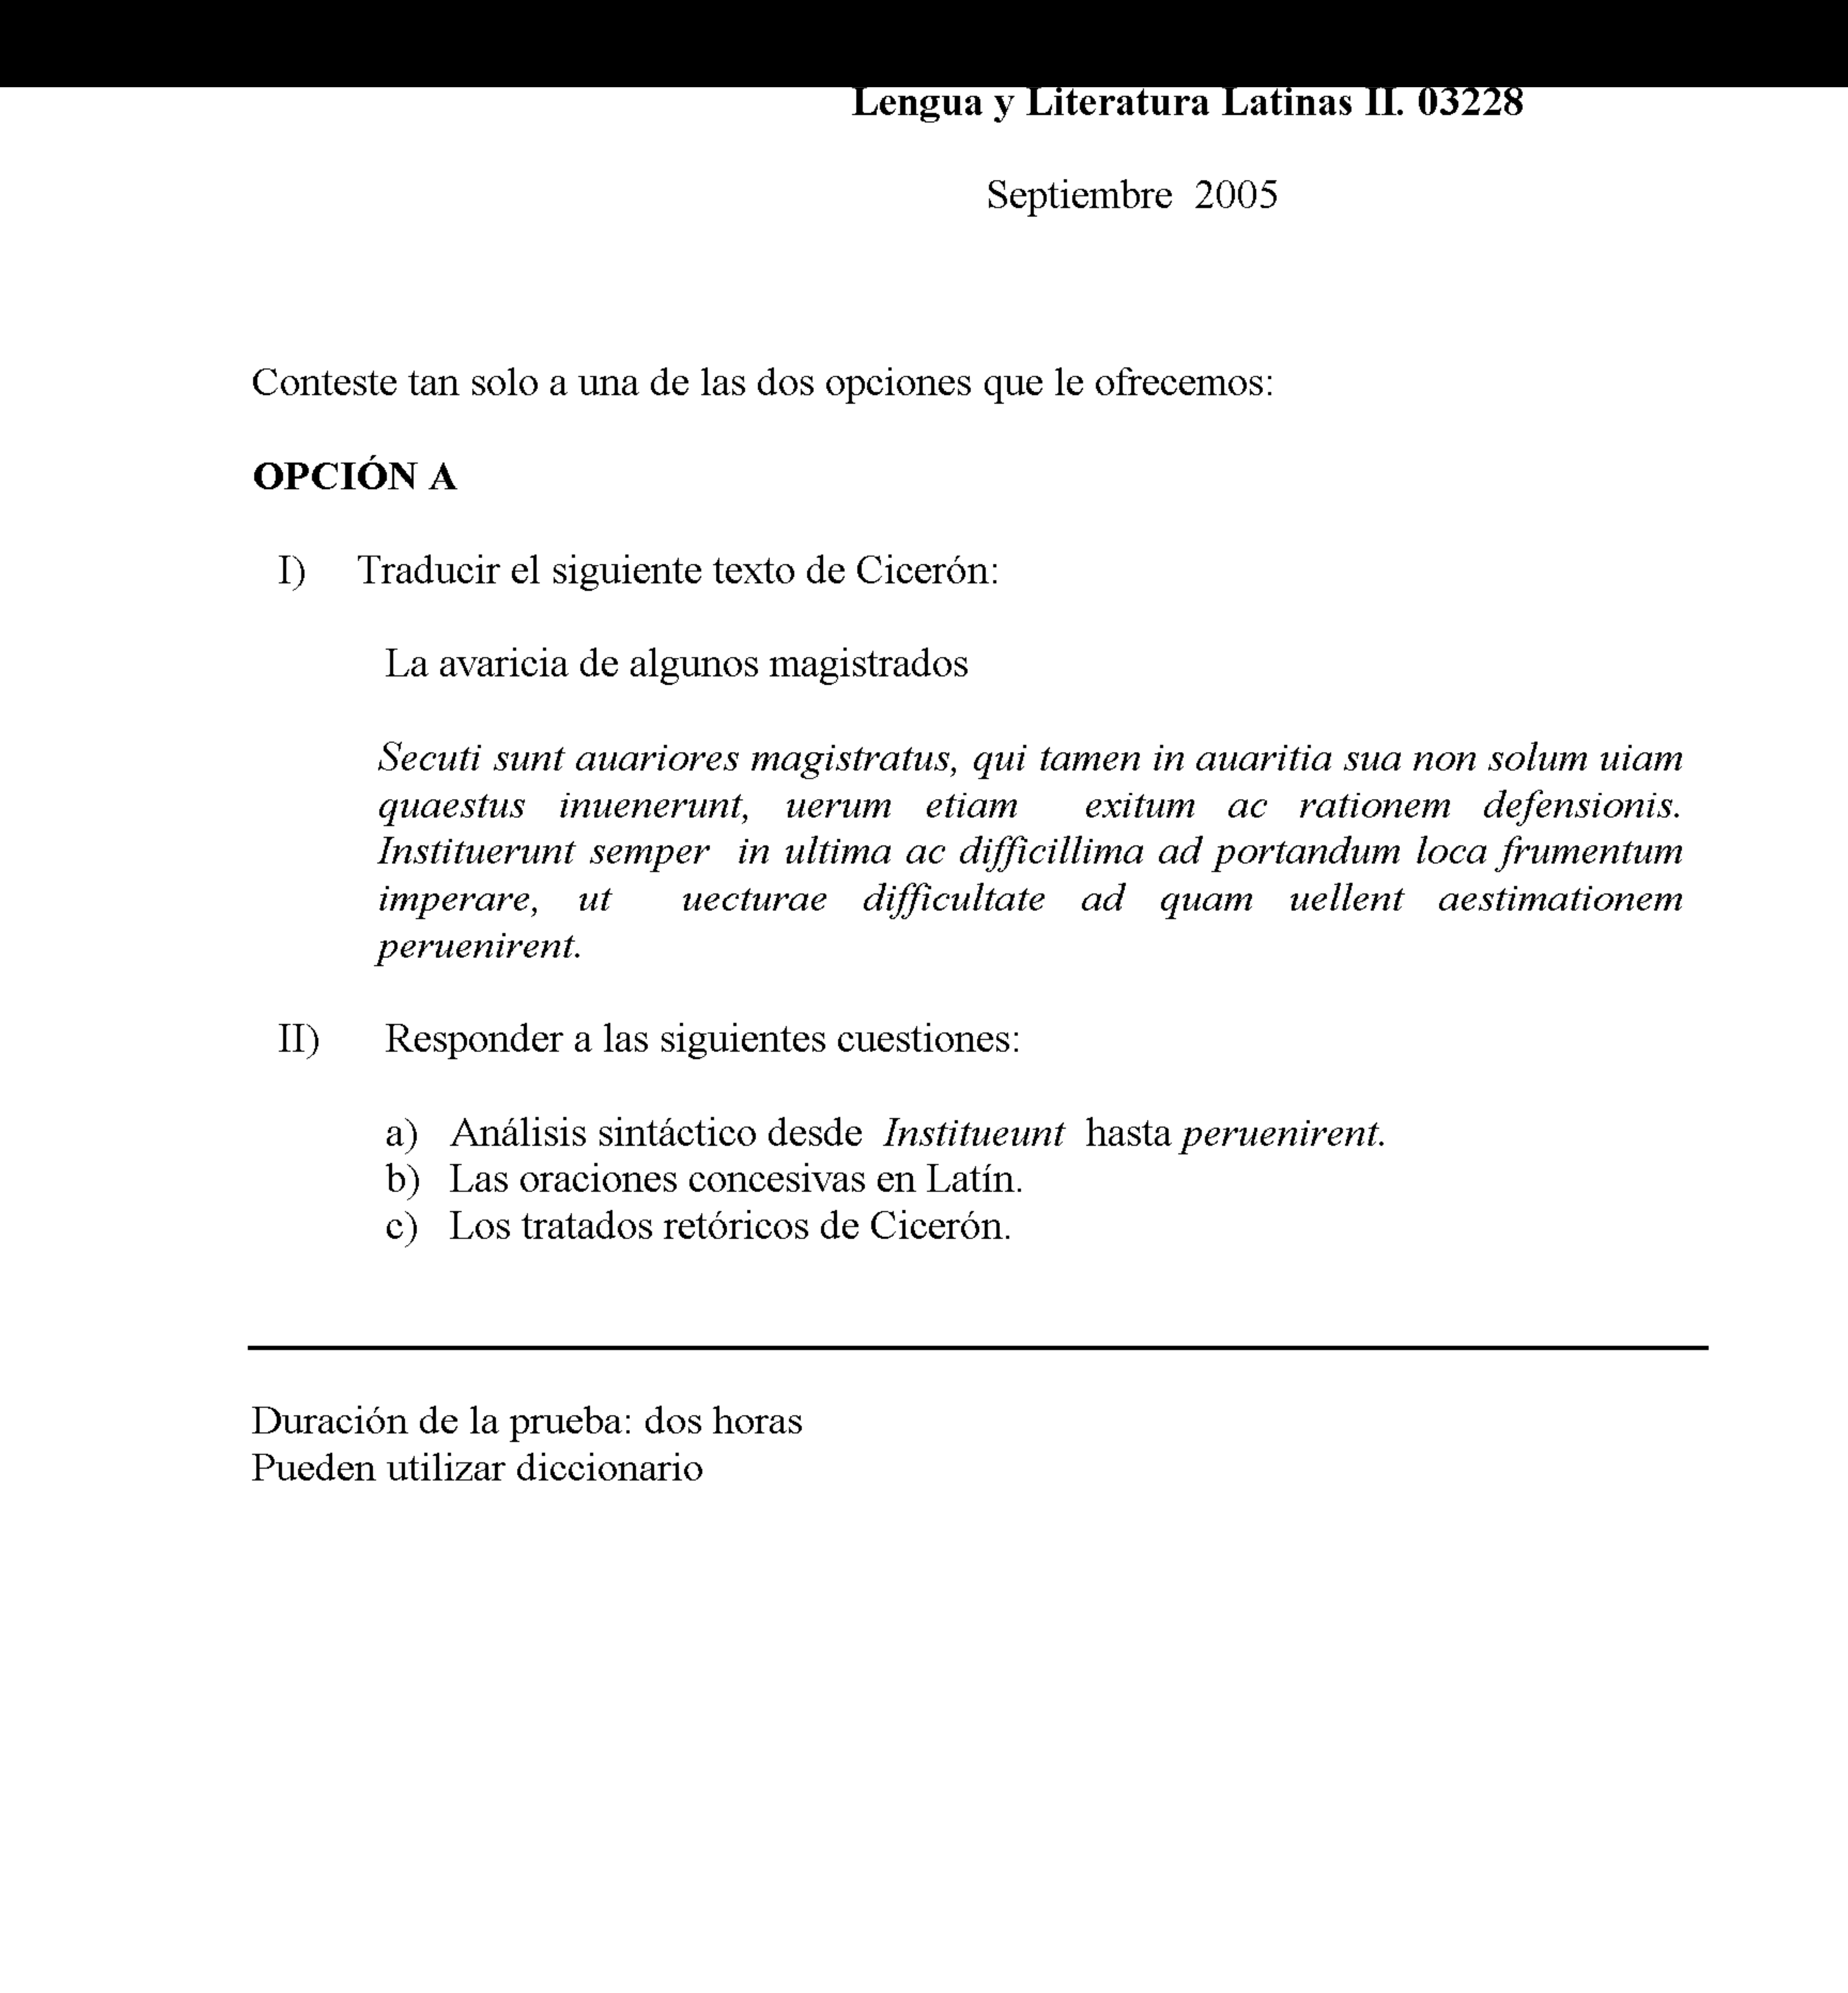 Lengua y Literatura Latinas II. 03228
Septiembre 2005
Conteste tan solo a una de las dos opciones que le ofrecemos:
OPCIÓN A
I) Traducir el siguiente texto de Cicerón:
La avaricia de algunos magistrados
Secuti sunt auariores magistratus, qui tamen in auaritia sua non solum uiam
quaestus inuenerunt, uerum etiam exitum ac rationem defensionis.
Instituerunt semper in ultima ac difficillima ad portandum loca frumentum
imperare, ut uecturae difficultate ad quam uellent aestimationem
peruenirent.
II) Responder a las siguientes cuestiones:
a) Análisis sintáctico desde Institueunt hasta peruenirent.
b) Las oraciones concesivas en Latín.
c) Los tratados retóricos de Cicerón.
Duración de la prueba: dos horas
Pueden utilizar diccionario